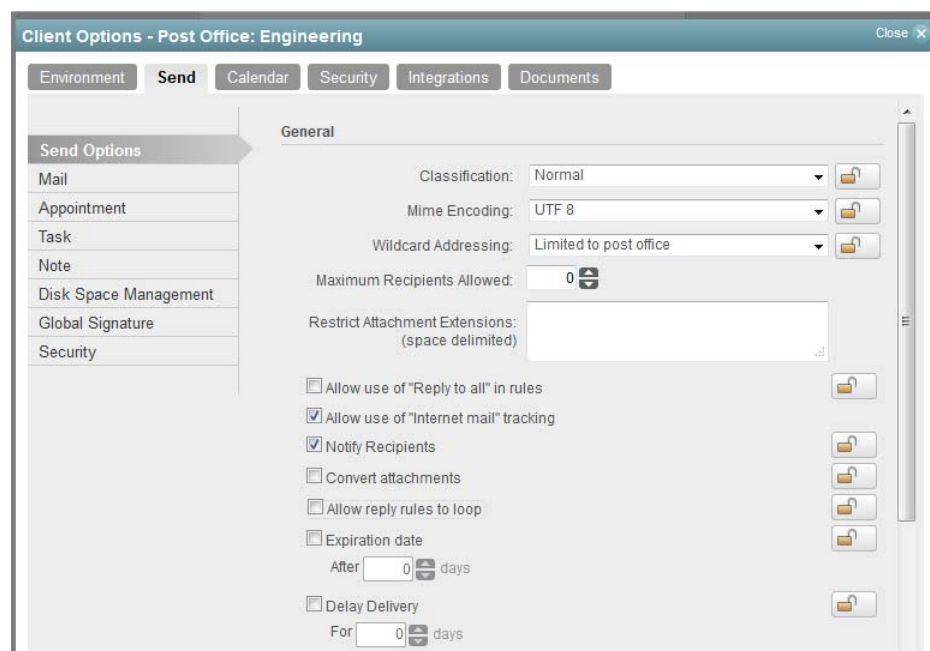 Client Options - Post Office: Engineering Close x
Environment Send Calendar Security Integrations Documents
Send Options
Mail
Appointment
Task
Note
Disk Space Management
Global Signature
Security
General
Classification: Normal
Mime Encoding: UTF 8
Wildcard Addressing: Limited to post office
Maximum Recipients Allowed: 0
Restrict Attachment Extensions:
(space delimited)
Allow use of "Reply to all" in rules
Allow use of "Internet mail" tracking
Notify Recipients
Convert attachments
Allow reply rules to loop
Expiration date
After 0 days
Delay Delivery
For 0 days